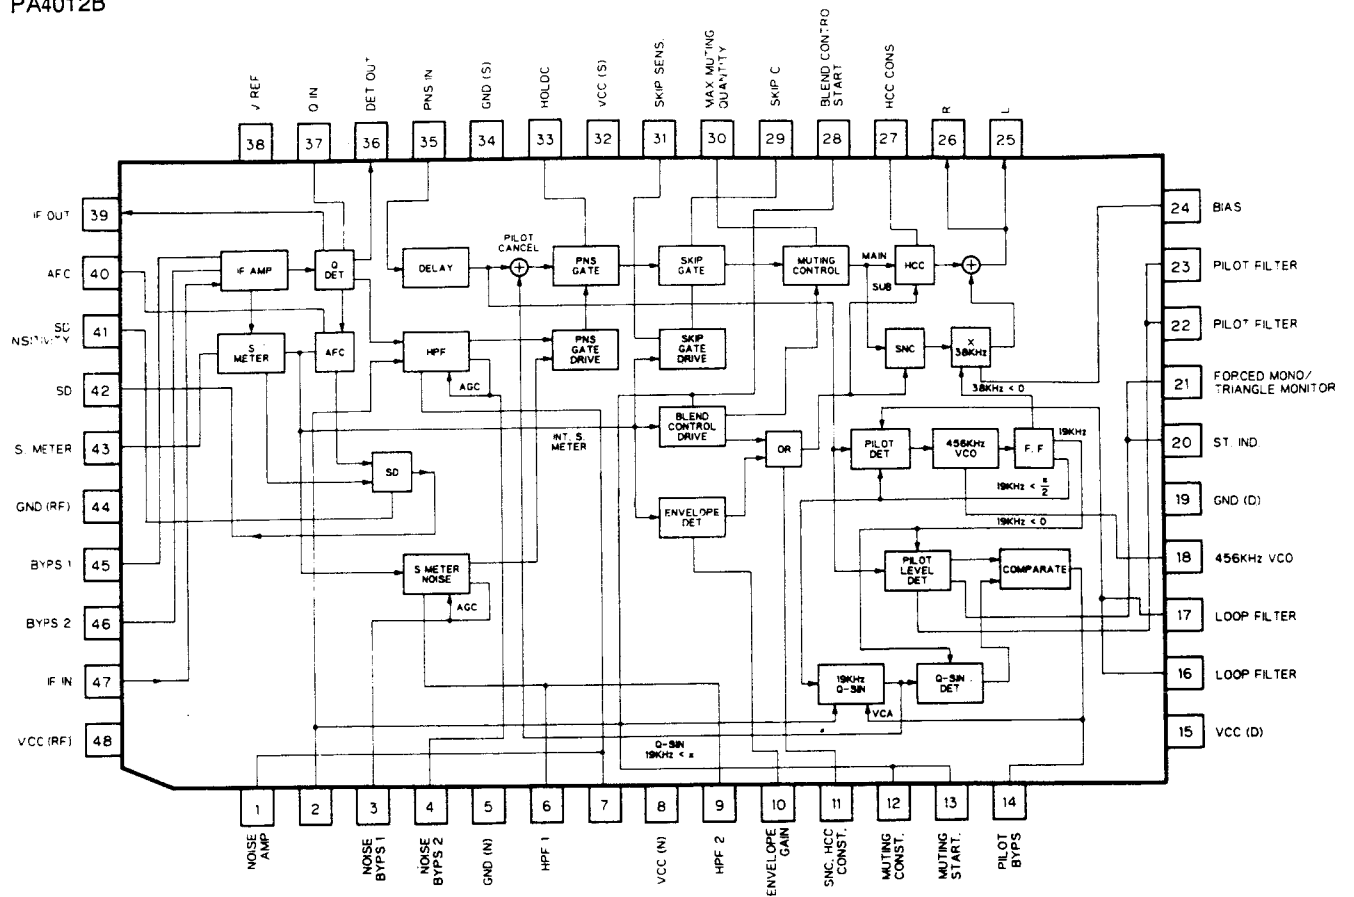 PA4012B
V REF
Q IN
DET OUT
PNS IN
GND (S)
HOLDC
VCC (S)
SKIP SENS.
MAX MUTING
QUANTITY
SKIP C
BLEND CONTRO
START
HCC CONS
R
L
38
37
36
35
34
33
32
31
30
29
28
27
26
25
IF OUT
39
AFC
40
SD
NSITIVITY
41
SD
42
S. METER
43
GND (RF)
44
BYPS 1
45
BYPS 2
46
IF IN
47
VCC (RF)
48
24
BIAS
23
PILOT FILTER
22
PILOT FILTER
21
FORCED MONO/
TRIANGLE MONITOR
20
ST. IND.
19
GND (D)
18
456KHz VCO
17
LOOP FILTER
16
LOOP FILTER
15
VCC (D)
PILOT
CANCEL
IF AMP
Q
DET
DELAY
PNS
GATE
SKIP
GATE
MUTING
CONTROL
MAIN
SUB
HCC
S
METER
AFC
HPF
AGC
PNS
GATE
DRIVE
SKIP
GATE
DRIVE
SNC
X
38KHz
38KHz < 0
BLEND
CONTROL
DRIVE
INT. S.
METER
OR
PILOT
DET
456KHz
VCO
F. F
19KHz
SD
19KHz < π/2
ENVELOPE
DET
19KHz < 0
S METER
NOISE
AGC
PILOT
LEVEL
DET
COMPARATE
19KHz
Q-SIN
VCA
Q-SIN
DET
Q-SIN
19KHz < π
1
2
3
4
5
6
7
8
9
10
11
12
13
14
NOISE
AMP
NOISE
BYPS 1
NOISE
BYPS 2
GND (N)
HPF 1
VCC (N)
HPF 2
ENVELOPE
GAIN
SNC, HCC
CONST.
MUTING
CONST.
MUTING
START.
PILOT
BYPS